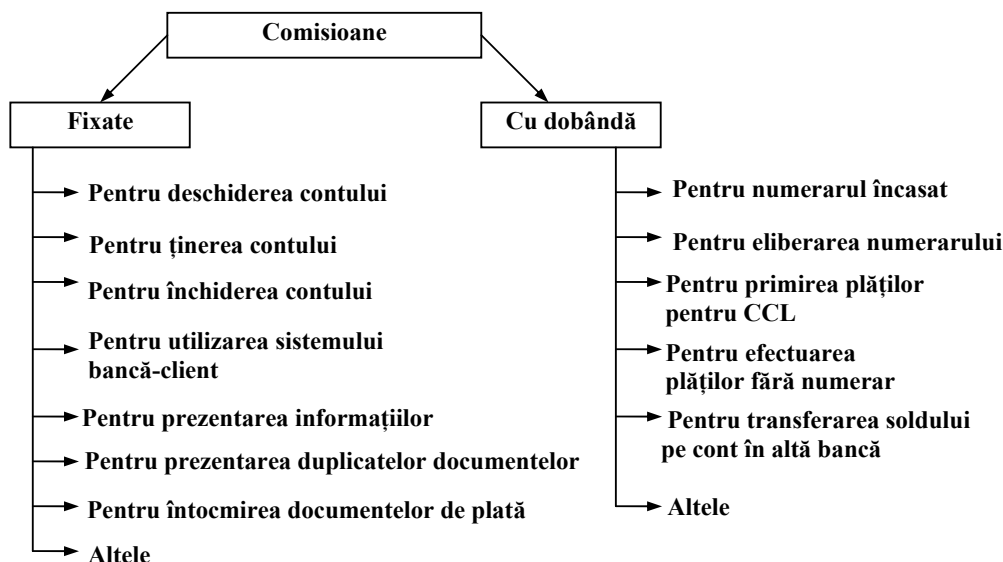 Comisioane
Fixate
Pentru deschiderea contului
Pentru ținerea contului
Pentru închiderea contului
Pentru utilizarea sistemului
bancă-client
Pentru prezentarea informațiilor
Pentru prezentarea duplicatelor documentelor
Pentru întocmirea documentelor de plată
Altele
Cu dobândă
Pentru numerarul încasat
Pentru eliberarea numerarului
Pentru primirea plăților
pentru CCL
Pentru efectuarea
plăților fără numerar
Pentru transferarea soldului
pe cont în altă bancă
Altele